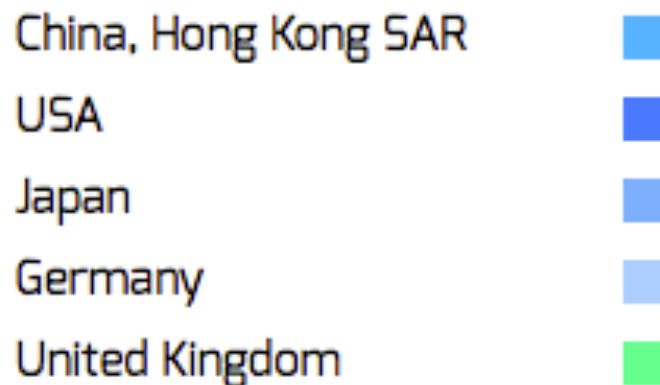 China, Hong Kong SAR
USA
Japan
Germany
United Kingdom